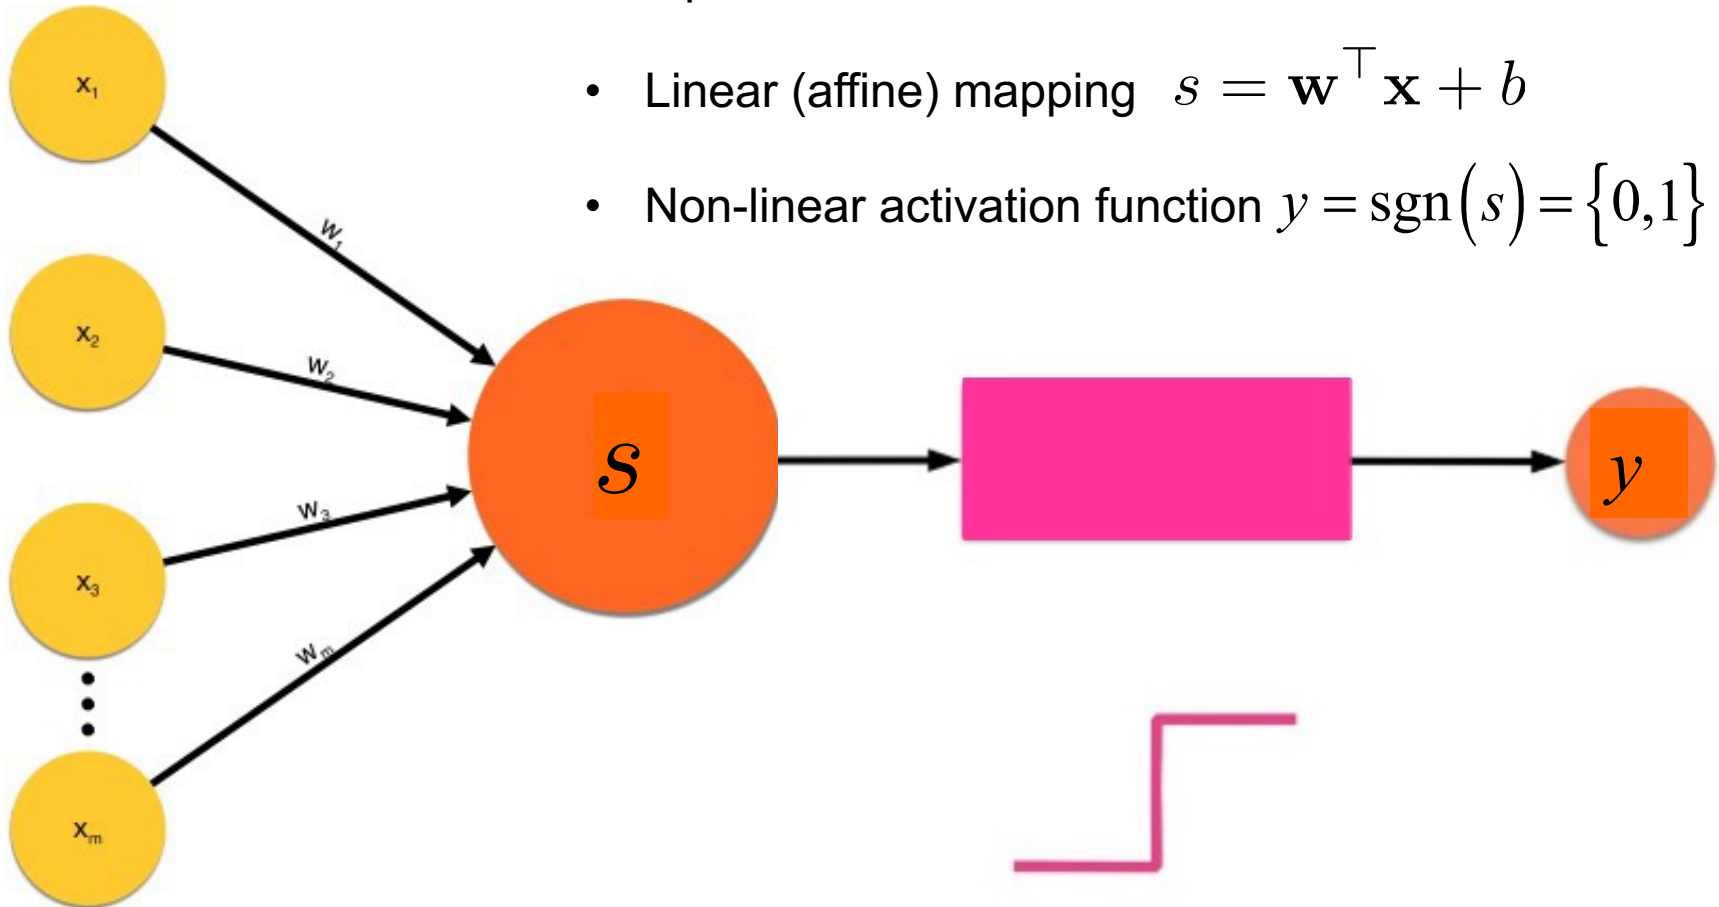 • Linear (affine) mapping s = w⊤x + b
• Non-linear activation function y = sgn(s) = {0,1}
x₁
w₁
x₂
w₂
s
y
w₃
x₃
wₘ
xₘ